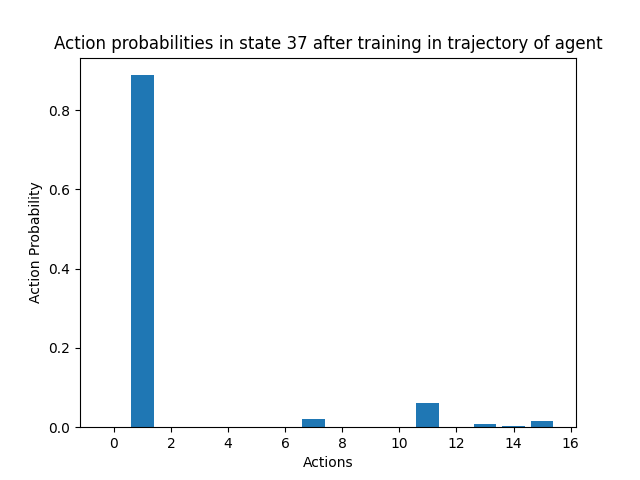 Action probabilities in state 37 after training in trajectory of agent
0.8
0.6
0.4
0.2
0.0
Action Probability
0 2 4 6 8 10 12 14 16
Actions